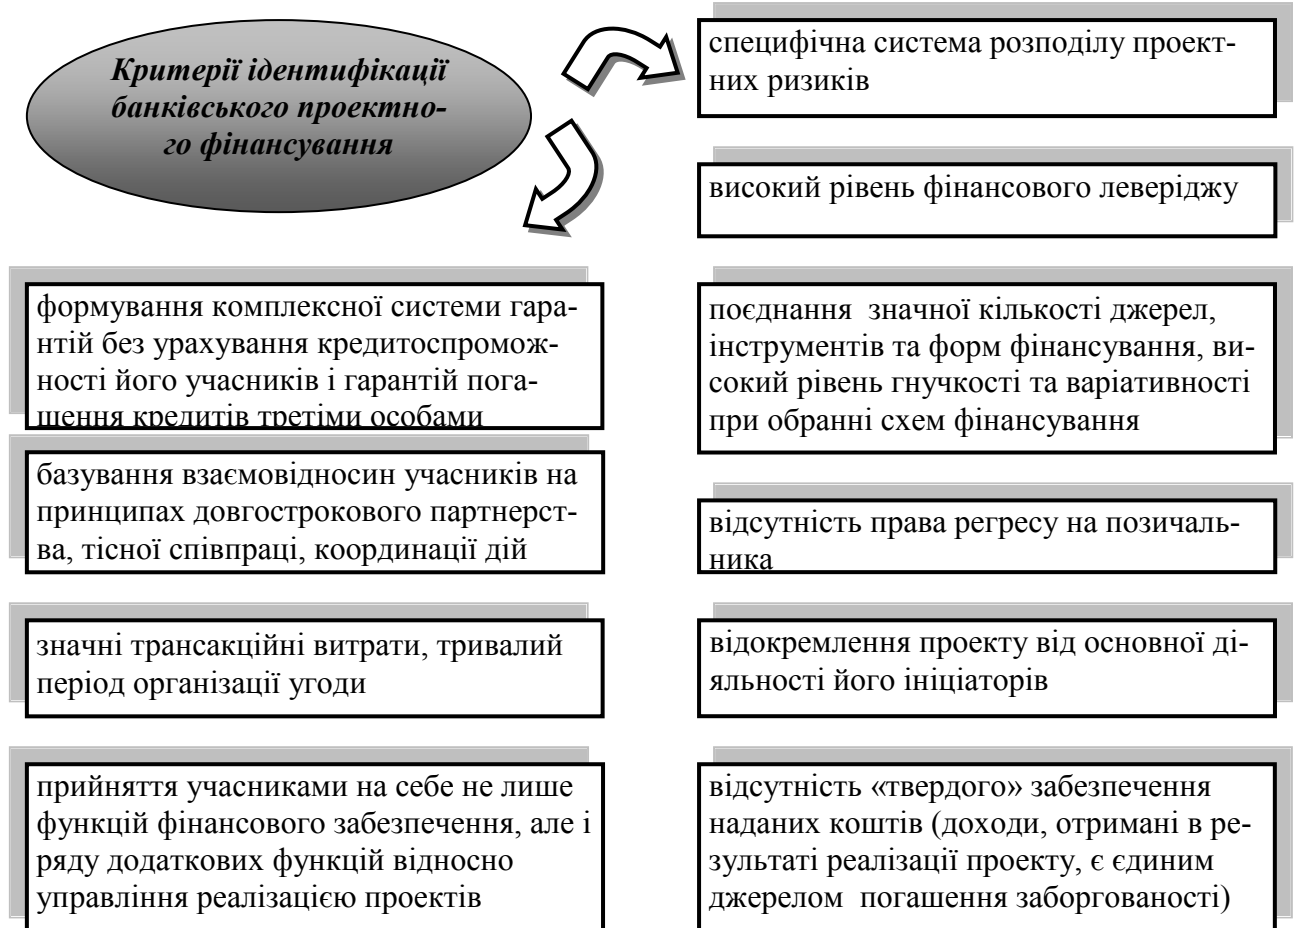 Критерії ідентифікації
банківського проектно-
го фінансування
специфічна система розподілу проект-
них ризиків
високий рівень фінансового леверіджу
формування комплексної системи гара-
нтій без урахування кредитоспромож-
ності його учасників і гарантій пога-
шення кредитів третіми особами
поєднання значної кількості джерел,
інструментів та форм фінансування, ви-
сокий рівень гнучкості та варіативності
при обранні схем фінансування
базування взаємовідносин учасників на
принципах довгострокового партнерст-
ва, тісної співпраці, координації дій
відсутність права регресу на позичаль-
ника
значні трансакційні витрати, тривалий
період організації угоди
відокремлення проекту від основної ді-
яльності його ініціаторів
прийняття учасниками на себе не лише
функцій фінансового забезпечення, але і
ряду додаткових функцій відносно
управління реалізацією проектів
відсутність «твердого» забезпечення
наданих коштів (доходи, отримані в ре-
зультаті реалізації проекту, є єдиним
джерелом погашення заборгованості)